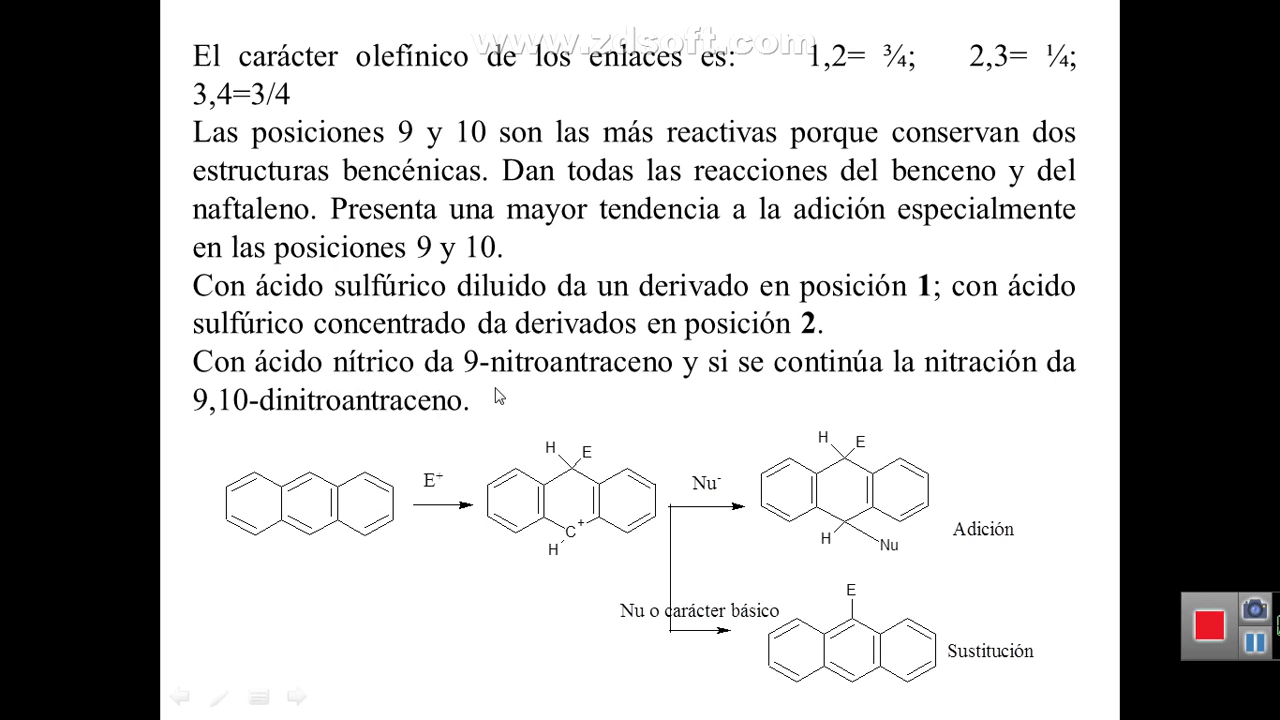 www.zdsoft.com
El carácter olefínico de los enlaces es: 1,2= ¾; 2,3= ¼;
3,4=3/4
Las posiciones 9 y 10 son las más reactivas porque conservan dos
estructuras bencénicas. Dan todas las reacciones del benceno y del
naftaleno. Presenta una mayor tendencia a la adición especialmente
en las posiciones 9 y 10.
Con ácido sulfúrico diluido da un derivado en posición 1; con ácido
sulfúrico concentrado da derivados en posición 2.
Con ácido nítrico da 9-nitroantraceno y si se continúa la nitración da
9,10-dinitroantraceno.
E+
H E
C+
H
Nu-
H E
H Nu
Adición
Nu o carácter básico
E
Sustitución